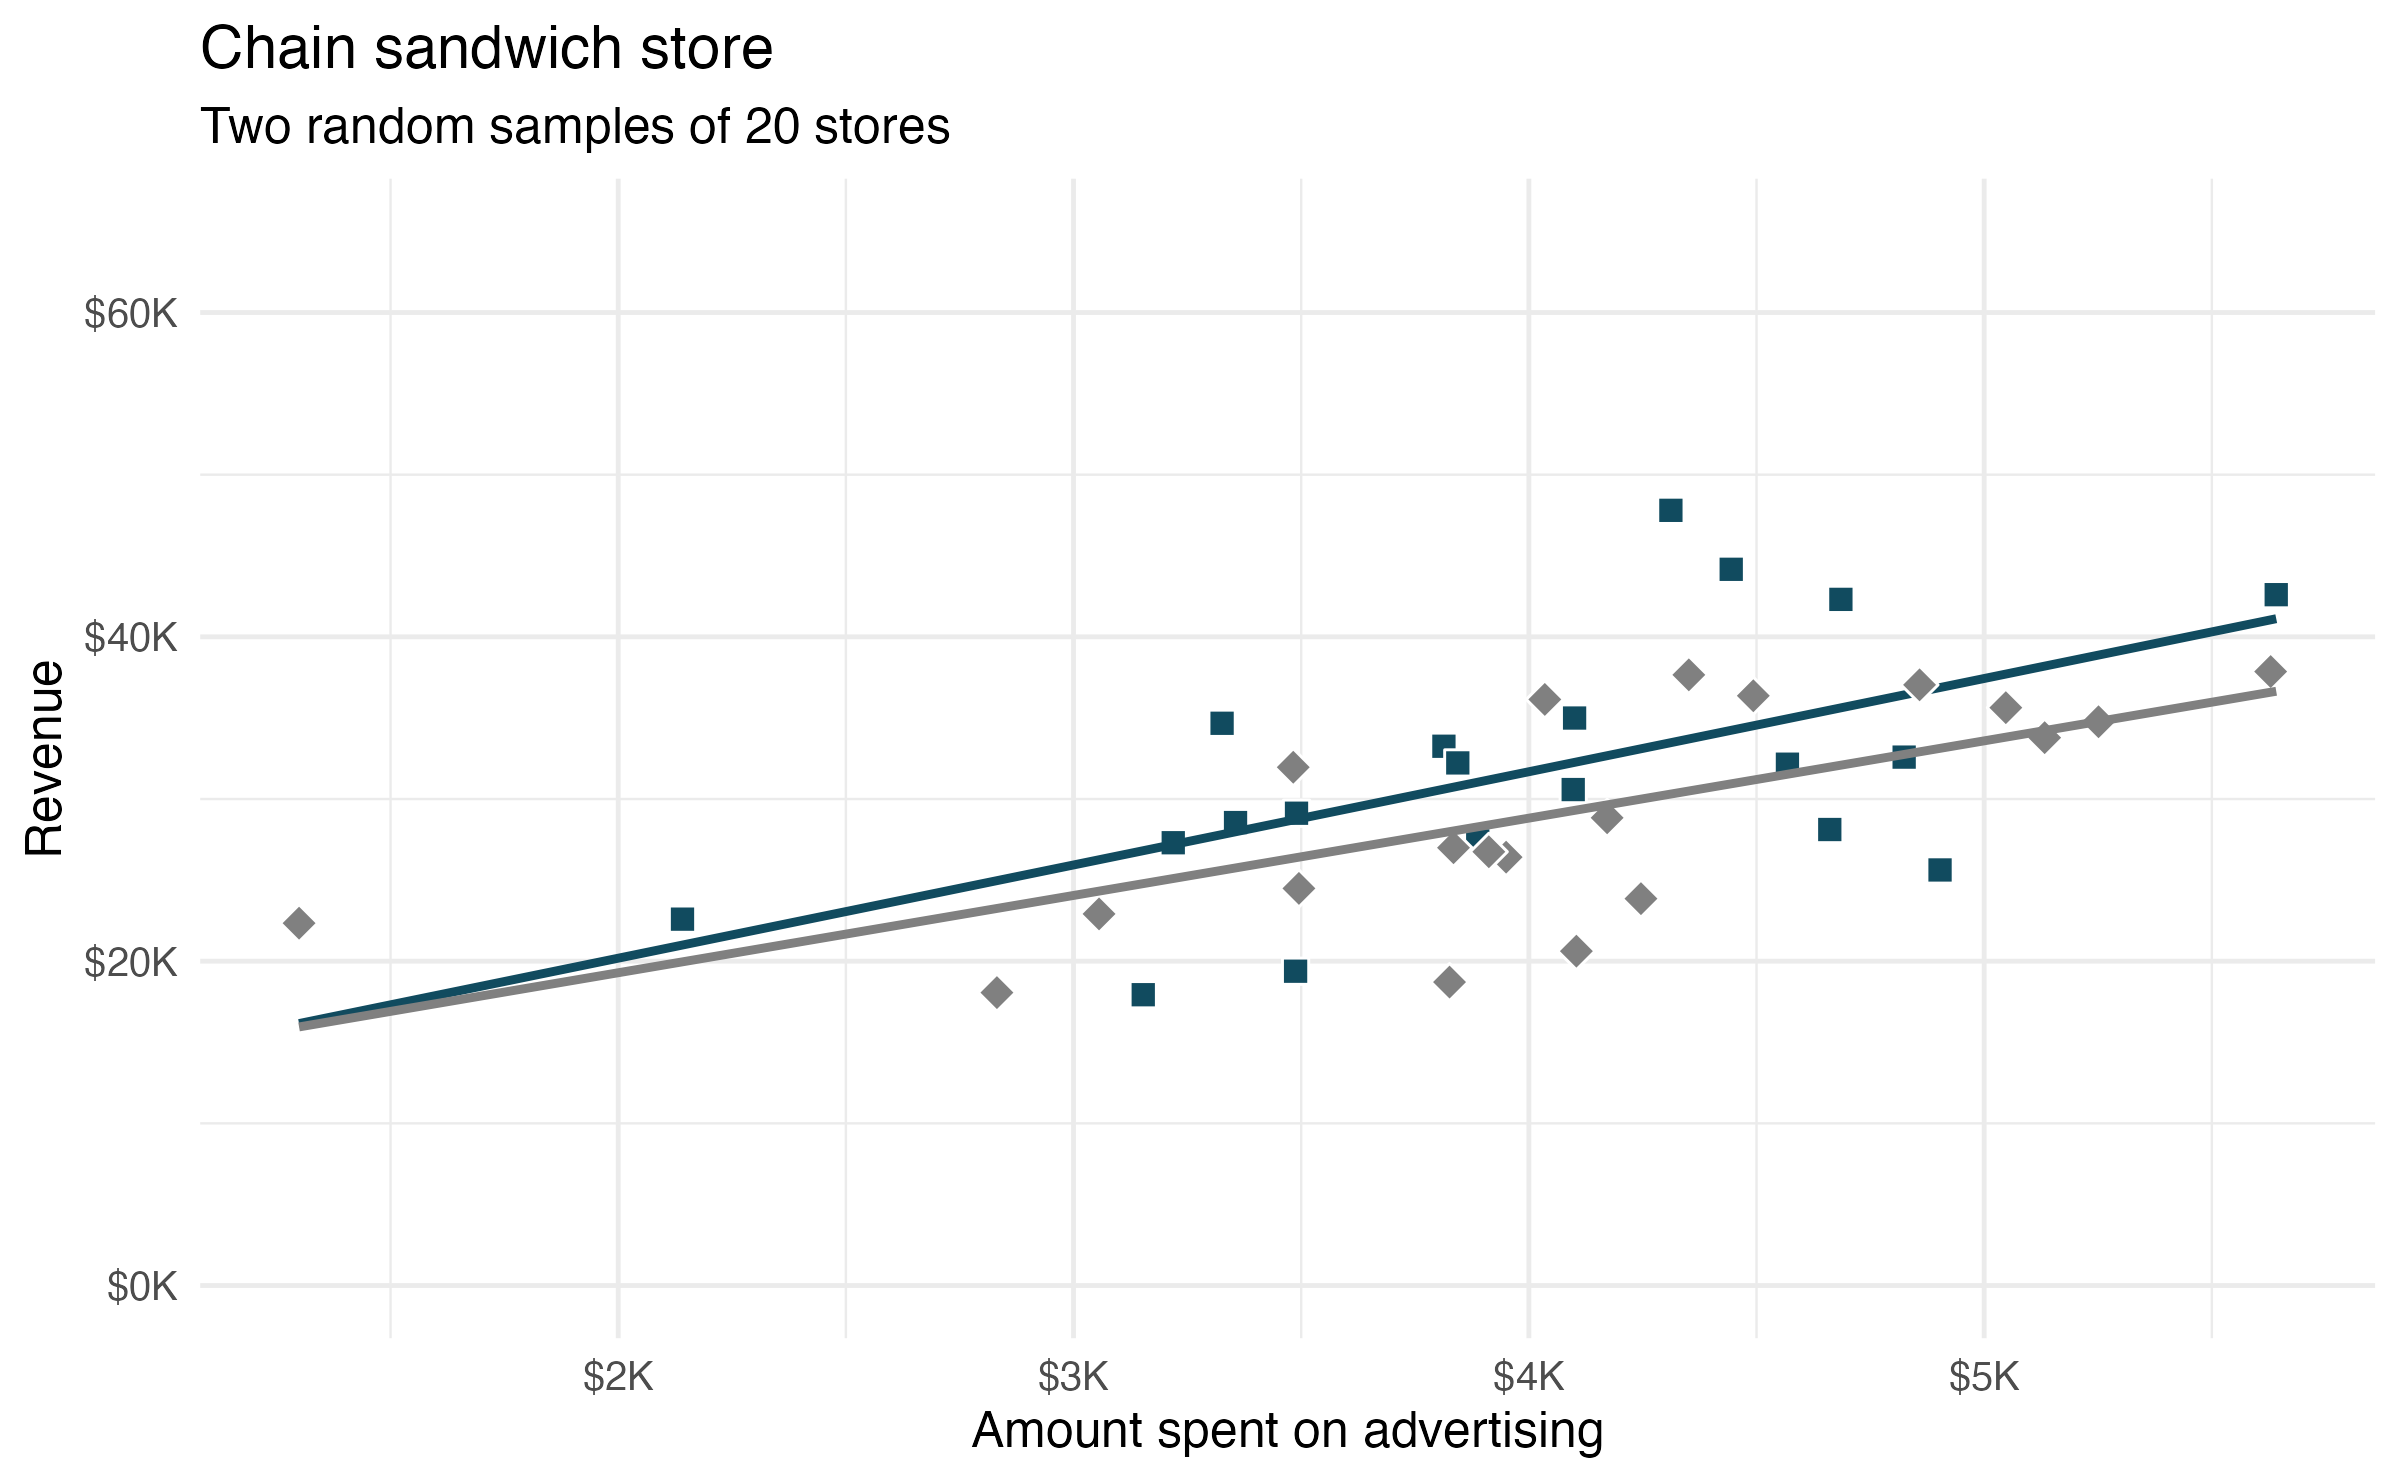 Chain sandwich store
Two random samples of 20 stores
$60K
$40K
$20K
$0K
Revenue
$2K $3K $4K $5K
Amount spent on advertising